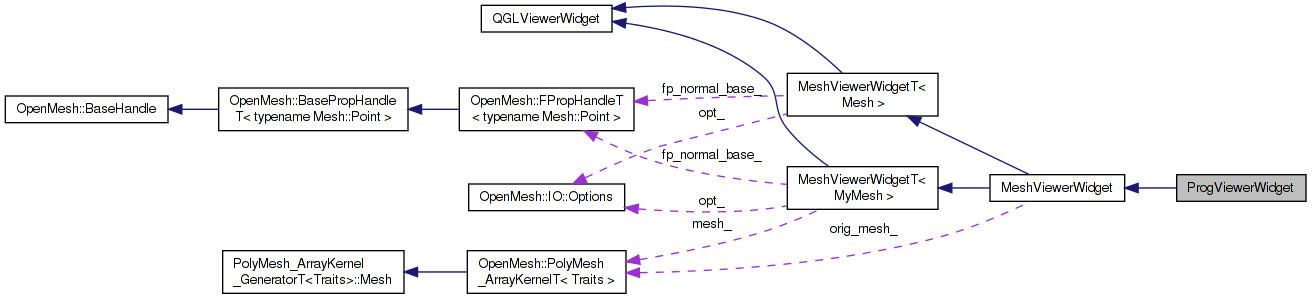 QGLViewerWidget
MeshViewerWidgetT<
Mesh >
fp_normal_base_
OpenMesh::BaseHandle
OpenMesh::BasePropHandle
T< typename Mesh::Point >
OpenMesh::FPropHandleT
< typename Mesh::Point >
opt_
fp_normal_base_
MeshViewerWidgetT<
MyMesh >
MeshViewerWidget
ProgViewerWidget
OpenMesh::IO::Options
opt_
mesh_
orig_mesh_
PolyMesh_ArrayKernel
_GeneratorT<Traits>::Mesh
OpenMesh::PolyMesh
_ArrayKernelT< Traits >